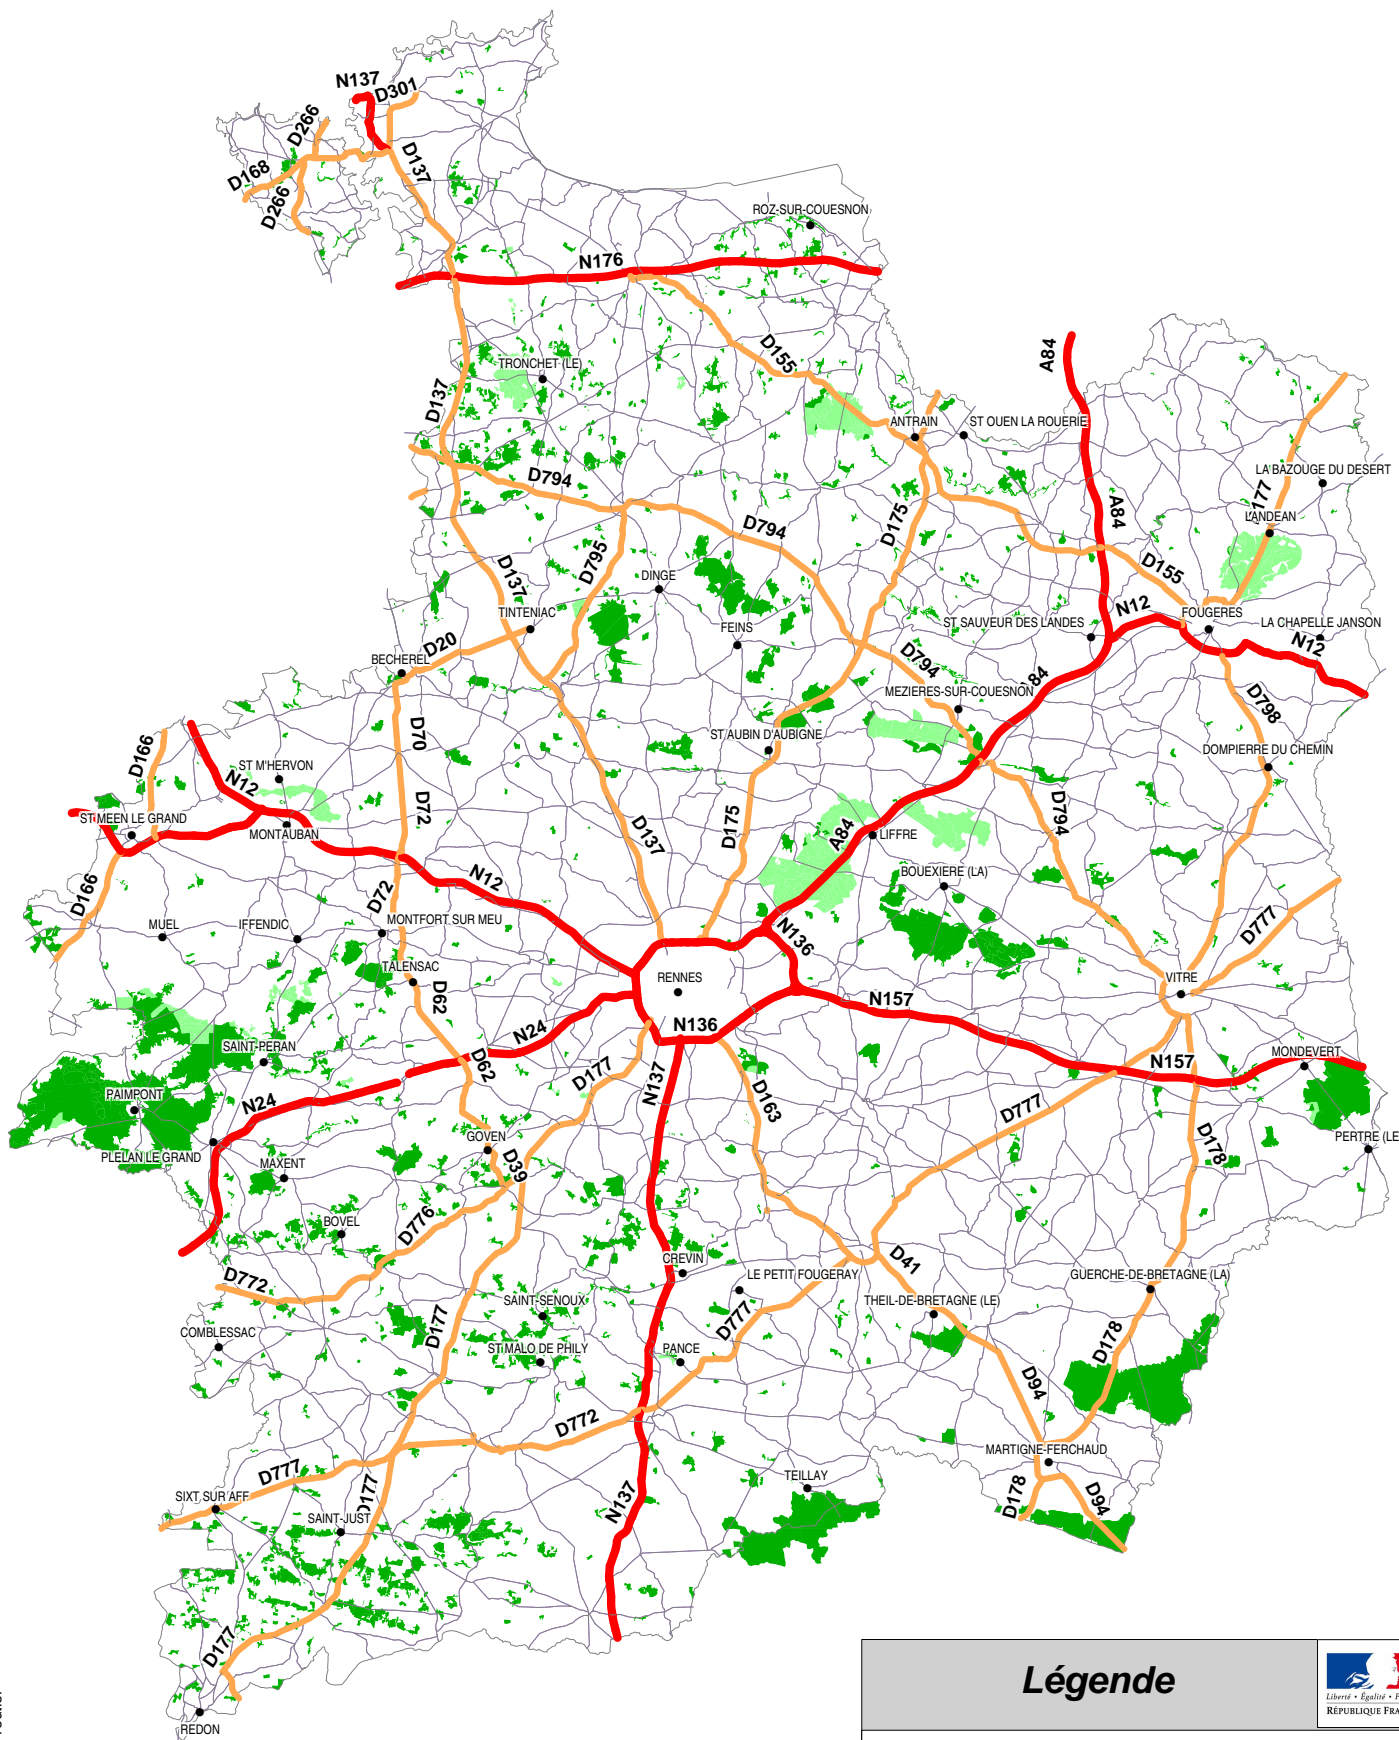 N137
D301
D266
D168
D266
D137
ROZ-SUR-COUESNON
N176
A84
D155
TRONCHET (LE)
D137
ANTRAIN
ST OUEN LA ROUERIE
LA BAZOUGE DU DESERT
D794
D177
LANDEAN
A84
D794
D175
D795
D137
DINGE
D155
TINTENIAC
N12
FOUGERES
ST SAUVEUR DES LANDES
LA CHAPELLE JANSON
FEINS
D20
N12
BECHEREL
D794
A84
MEZIERES-SUR-COUESNON
D798
D70
ST AUBIN D'AUBIGNE
DOMPIERRE DU CHEMIN
D166
ST M'HERVON
N12
D72
ST MEEN LE GRAND
MONTAUBAN
D137
D175
A84
LIFFRE
D794
BOUEXIERE (LA)
N12
D166
D72
MUEL
IFFENDIC
MONTFORT SUR MEU
D777
N136
TALENSAC
RENNES
VITRE
D62
N157
N136
N24
SAINT-PERAN
D62
D177
N137
N157
MONDEVERT
PAIMPONT
N24
D163
D777
GOVEN
PLELAN LE GRAND
MAXENT
D39
D178
PERTRE (LE
BOVEL
D776
CREVIN
D41
D772
LE PETIT FOUGERAY
GUERCHE-DE-BRETAGNE (LA)
SAINT-SENOUX
THEIL-DE-BRETAGNE (LE)
COMBLESSAC
D177
D777
D178
ST MALO DE PHILY
PANCE
D94
D772
MARTIGNE-FERCHAUD
D777
TEILLAY
SIXT SUR AFF
D177
N137
D178
D94
SAINT-JUST
D177
REDON
Légende
Liberté • Égalité • F
RÉPUBLIQUE FRA